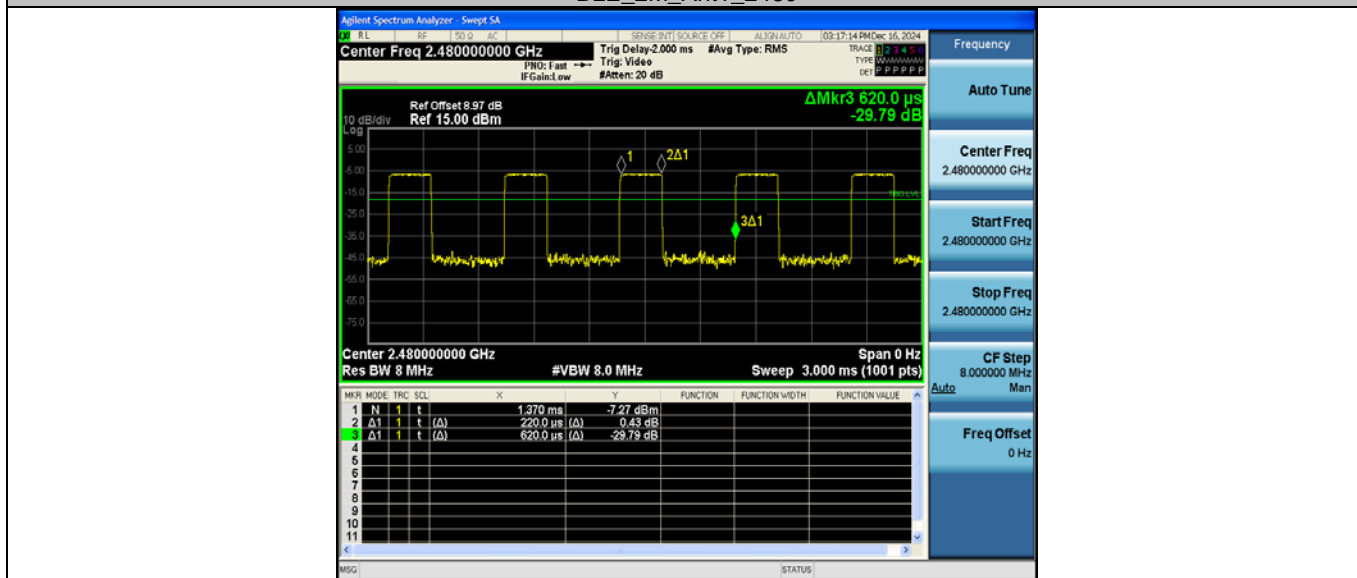 Agilent Spectrum Analyzer - Swept SA
RL RF 50 Ω AC SENSE:INT SOURCE OFF ALIGN AUTO 03:17:14 PM Dec 16, 2024
Center Freq 2.480000000 GHz
PNO: Fast
IFGain:Low
Trig Delay-2.000 ms #Avg Type: RMS
Trig: Video
#Atten: 20 dB
TRACE 1 2 3 4 5 6
TYPE WWWWWW
DET P P P P P P
Frequency
Auto Tune
Center Freq
2.480000000 GHz
Start Freq
2.480000000 GHz
Stop Freq
2.480000000 GHz
CF Step
8.000000 MHz
Auto Man
Freq Offset
0 Hz
ΔMkr3 620.0 µs
-29.79 dB
Ref Offset 8.97 dB
10 dB/div Ref 15.00 dBm
Log
5.00
-5.00
-15.0
-25.0
-35.0
-45.0
-55.0
-65.0
-75.0
1
2Δ1
3Δ1
TRIG LVL
Center 2.480000000 GHz Span 0 Hz
Res BW 8 MHz #VBW 8.0 MHz Sweep 3.000 ms (1001 pts)
MKR MODE TRC SCL X Y FUNCTION FUNCTION WIDTH FUNCTION VALUE
1 N 1 t 1.370 ms -7.27 dBm
2 Δ1 1 t (Δ) 220.0 µs (Δ) 0.43 dB
3 Δ1 1 t (Δ) 620.0 µs (Δ) -29.79 dB
4
5
6
7
8
9
10
11
MSG STATUS